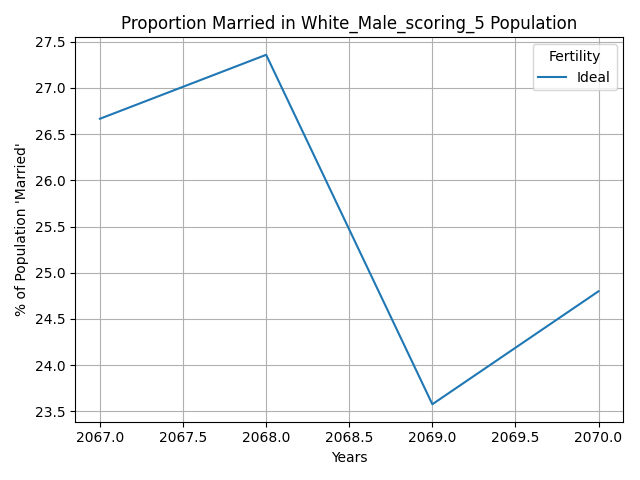 Proportion Married in White_Male_scoring_5 Population
Fertility
Ideal
% of Population 'Married'
27.5
27.0
26.5
26.0
25.5
25.0
24.5
24.0
23.5
2067.0 2067.5 2068.0 2068.5 2069.0 2069.5 2070.0
Years